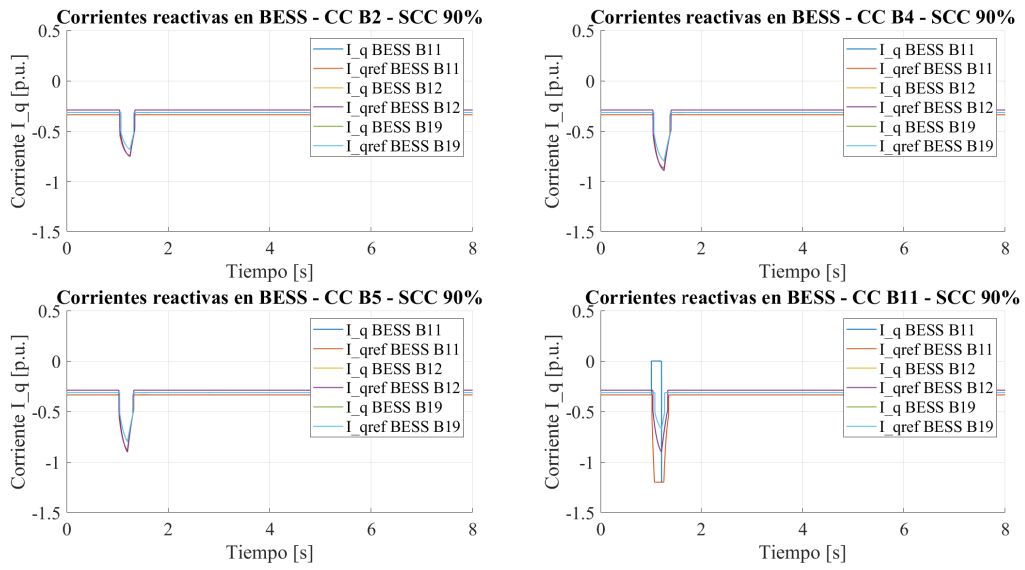 Corrientes reactivas en BESS - CC B2 - SCC 90%
0.5
0
-0.5
-1
-1.5
Corriente I_q [p.u.]
I_q BESS B11
I_qref BESS B11
I_q BESS B12
I_qref BESS B12
I_q BESS B19
I_qref BESS B19
0 2 4 6 8
Tiempo [s]
Corrientes reactivas en BESS - CC B4 - SCC 90%
0.5
0
-0.5
-1
-1.5
Corriente I_q [p.u.]
I_q BESS B11
I_qref BESS B11
I_q BESS B12
I_qref BESS B12
I_q BESS B19
I_qref BESS B19
0 2 4 6 8
Tiempo [s]
Corrientes reactivas en BESS - CC B5 - SCC 90%
0.5
0
-0.5
-1
-1.5
Corriente I_q [p.u.]
I_q BESS B11
I_qref BESS B11
I_q BESS B12
I_qref BESS B12
I_q BESS B19
I_qref BESS B19
0 2 4 6 8
Tiempo [s]
Corrientes reactivas en BESS - CC B11 - SCC 90%
0.5
0
-0.5
-1
-1.5
Corriente I_q [p.u.]
I_q BESS B11
I_qref BESS B11
I_q BESS B12
I_qref BESS B12
I_q BESS B19
I_qref BESS B19
0 2 4 6 8
Tiempo [s]